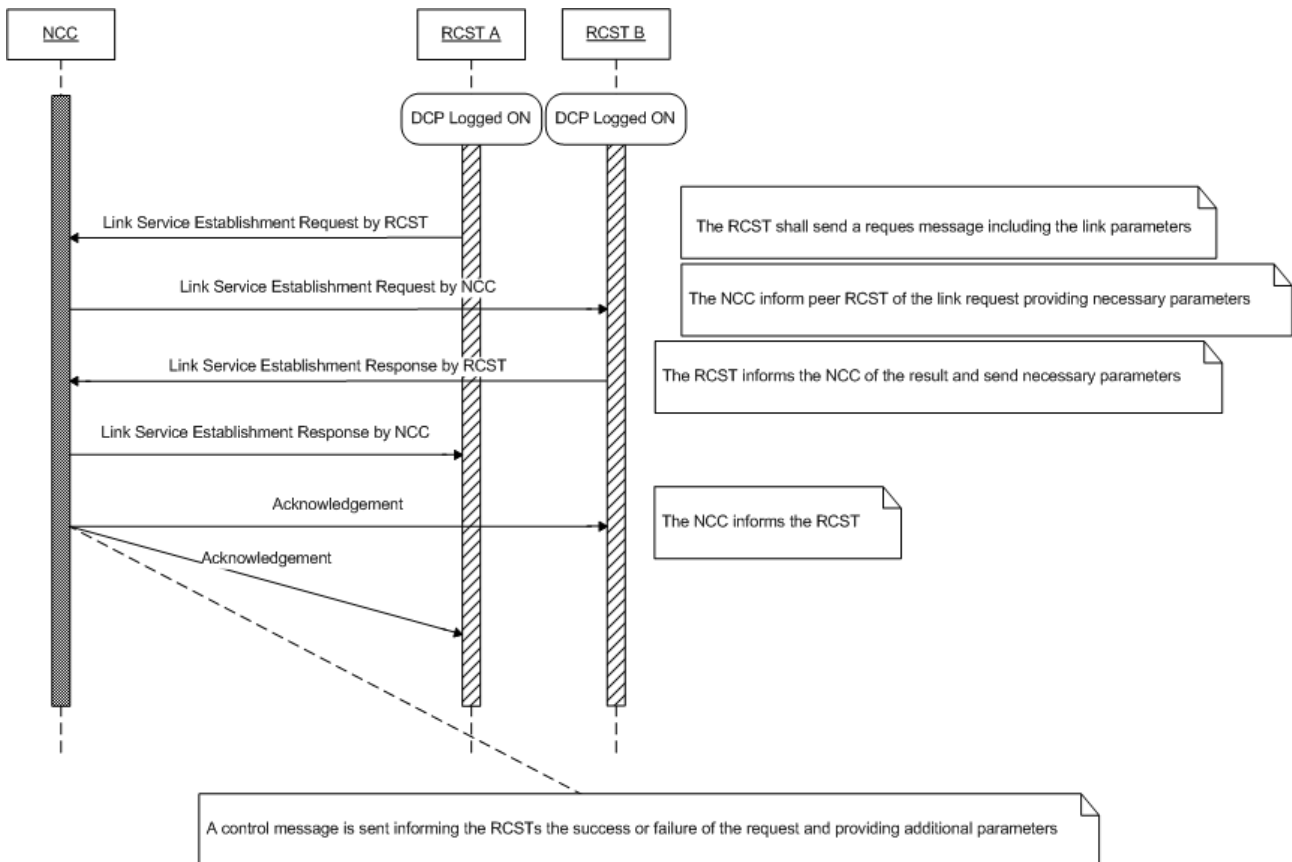 NCC
RCST A
RCST B
DCP Logged ON
DCP Logged ON
Link Service Establishment Request by RCST
The RCST shall send a reques message including the link parameters
Link Service Establishment Request by NCC
The NCC inform peer RCST of the link request providing necessary parameters
Link Service Establishment Response by RCST
The RCST informs the NCC of the result and send necessary parameters
Link Service Establishment Response by NCC
Acknowledgement
The NCC informs the RCST
Acknowledgement
A control message is sent informing the RCSTs the success or failure of the request and providing additional parameters